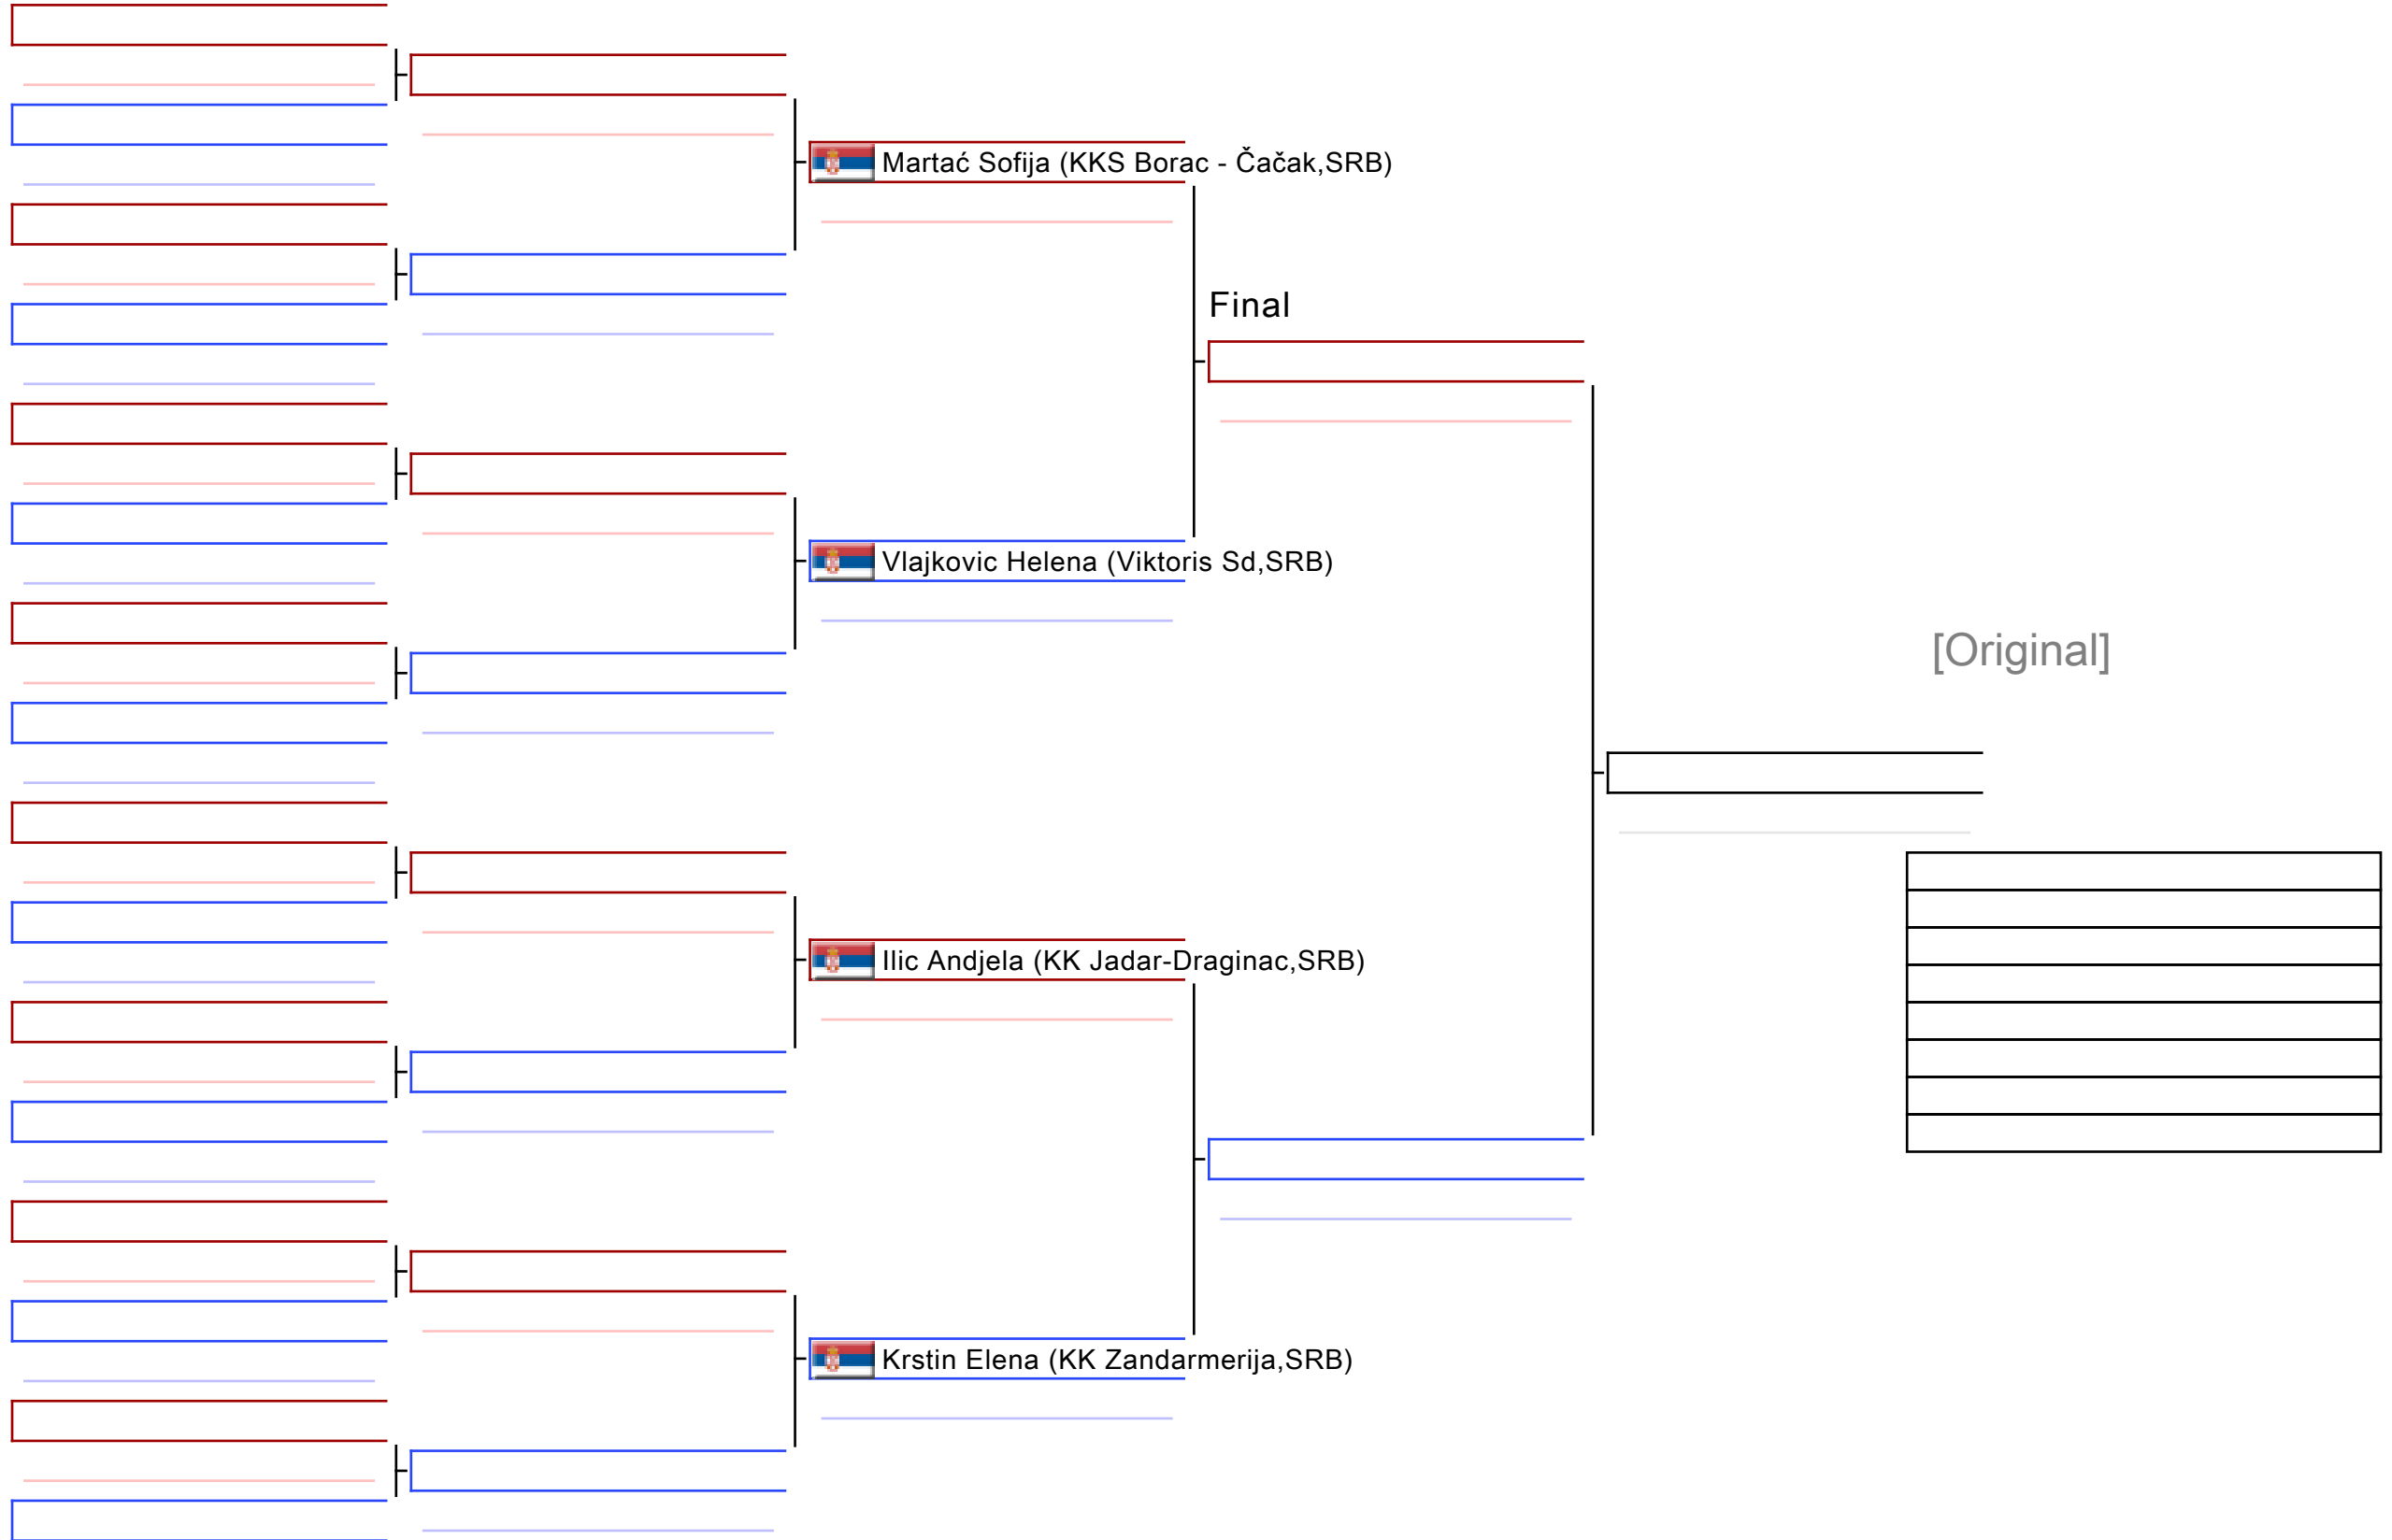 Martać Sofija (KKS Borac - Čačak,SRB)
Final
Vlajkovic Helena (Viktoris Sd,SRB)
[Original]
Ilic Andjela (KK Jadar-Draginac,SRB)
Krstin Elena (KK Zandarmerija,SRB)